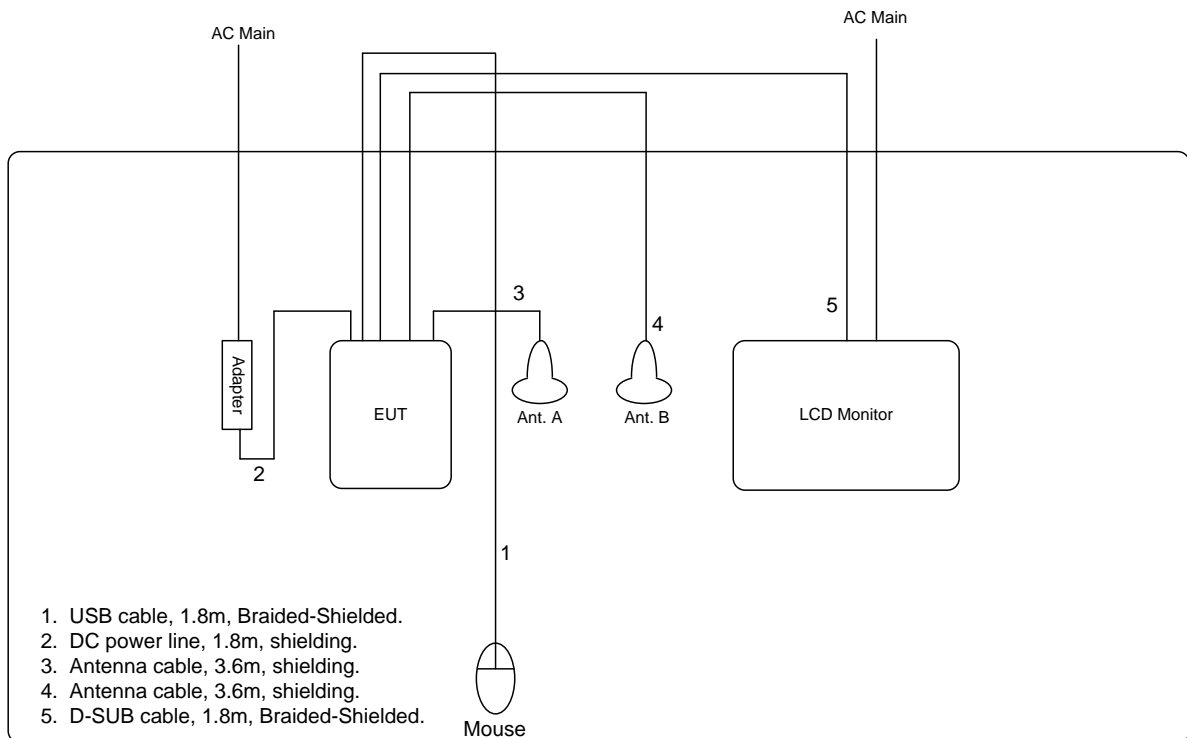 AC Main
AC Main
3
5
4
Adapter
EUT
Ant. A
Ant. B
LCD Monitor
2
1
1. USB cable, 1.8m, Braided-Shielded.
2. DC power line, 1.8m, shielding.
3. Antenna cable, 3.6m, shielding.
4. Antenna cable, 3.6m, shielding.
5. D-SUB cable, 1.8m, Braided-Shielded.
Mouse